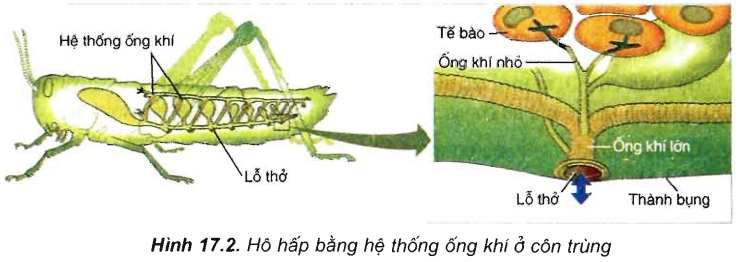 Hệ thống ống khí
Lỗ thở
Tế bào
Ống khí nhỏ
Ống khí lớn
Lỗ thở
Thành bụng
Hình 17.2. Hô hấp bằng hệ thống ống khí ở côn trùng